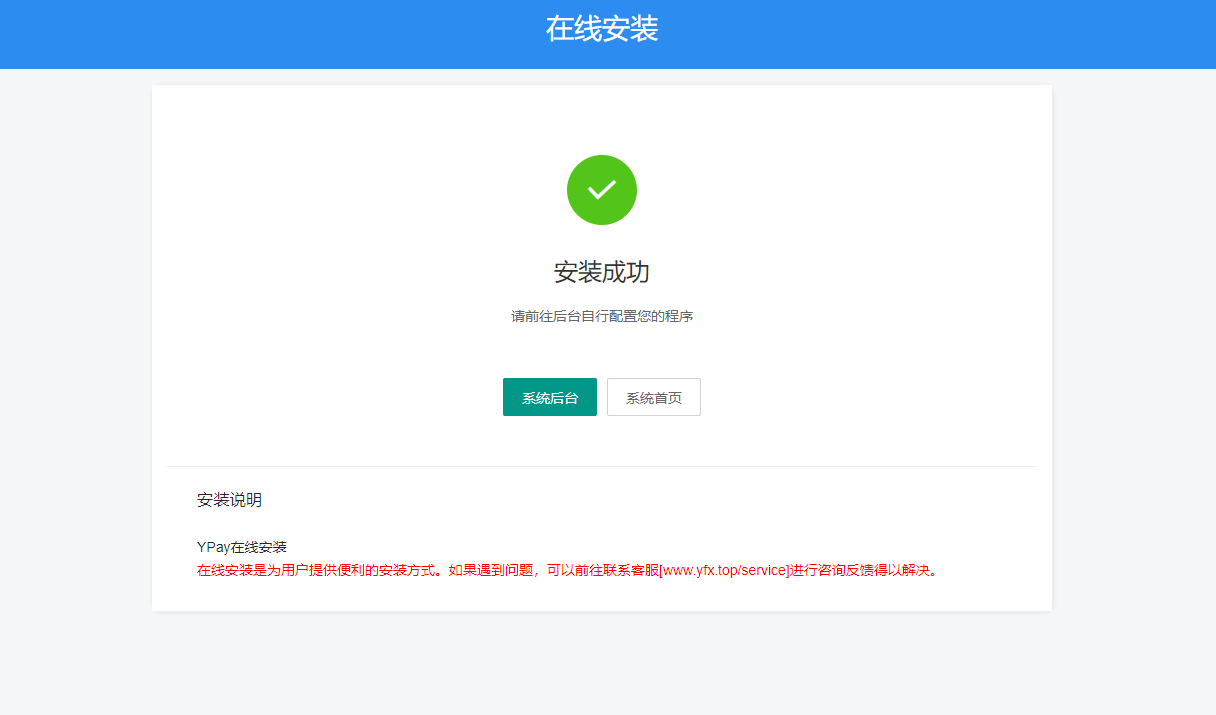 在线安装
安装成功
请前往后台自行配置您的程序
系统后台 系统首页
安装说明
YPay在线安装
在线安装是为用户提供便利的安装方式。如果遇到问题，可以前往联系客服[www.yfx.top/service]进行咨询反馈得以解决。